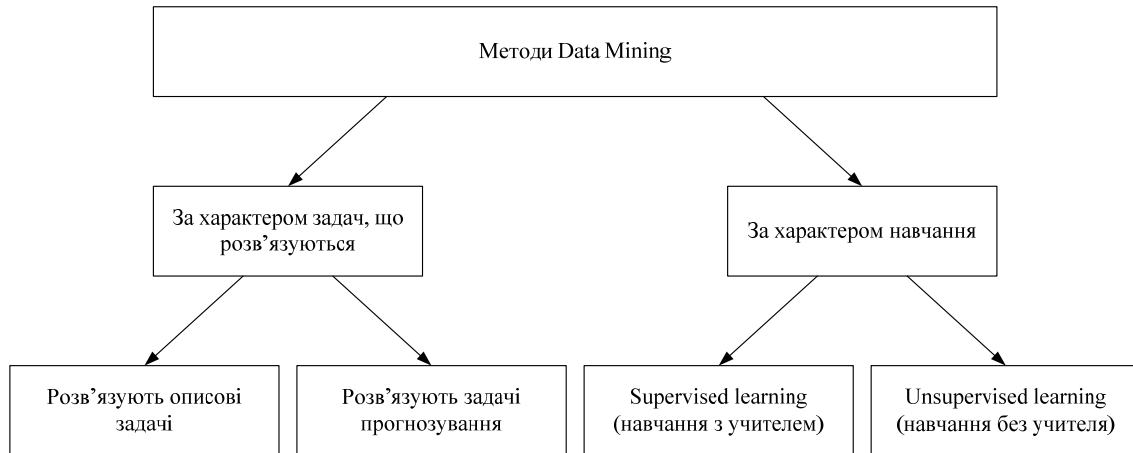 Методи Data Mining
За характером задач, що
розв’язуються
За характером навчання
Розв’язують описові
задачі
Розв’язують задачі
прогнозування
Supervised learning
(навчання з учителем)
Unsupervised learning
(навчання без учителя)